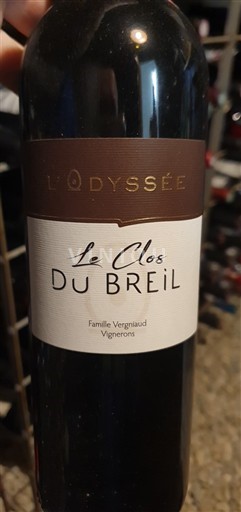 L'ODYSSÉE
Le Clos
DU BREIL
Famille Vergniaud
Vignerons